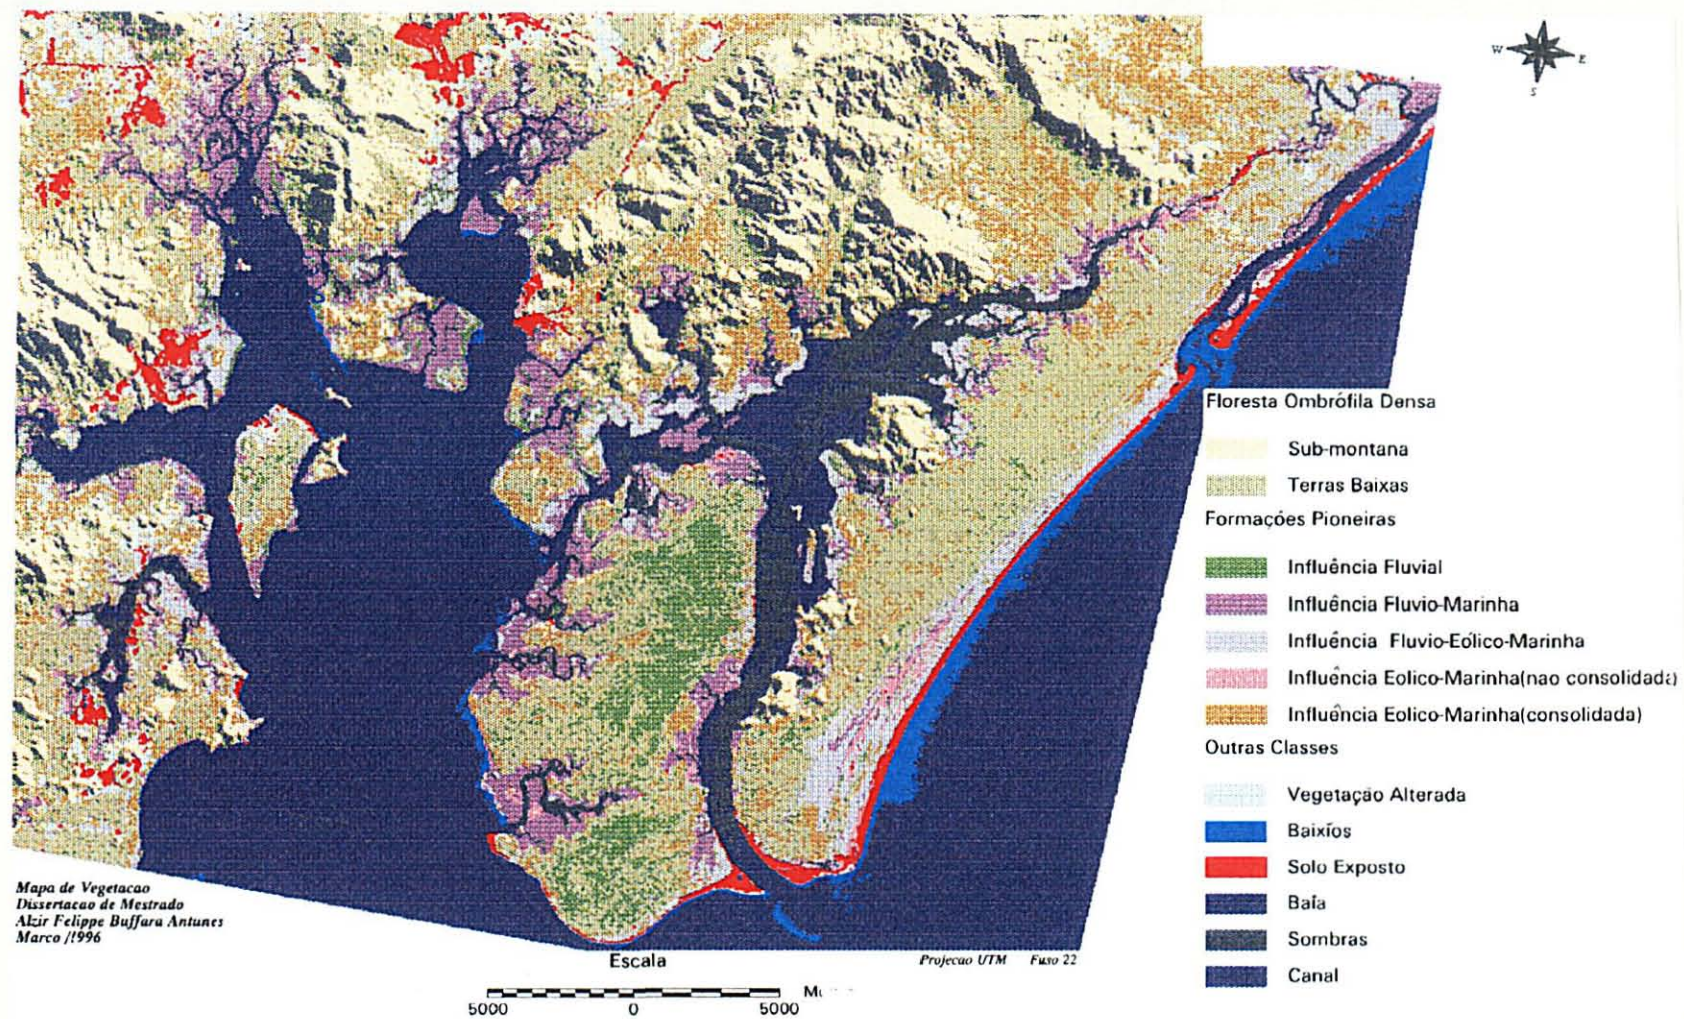 W
E
S
Floresta Ombrófila Densa
Sub-montana
Terras Baixas
Formações Pioneiras
Influência Fluvial
Influência Fluvio-Marinha
Influência Fluvio-Eólico-Marinha
Influência Eolico-Marinha(nao consolidada)
Influência Eolico-Marinha(consolidada)
Outras Classes
Vegetação Alterada
Baixíos
Solo Exposto
Baía
Sombras
Canal
Mapa de Vegetacao
Dissertacao de Mestrado
Alzir Felippe Buffara Antunes
Marco /1996
Escala
Projecao UTM Fuso 22
5000 0 5000